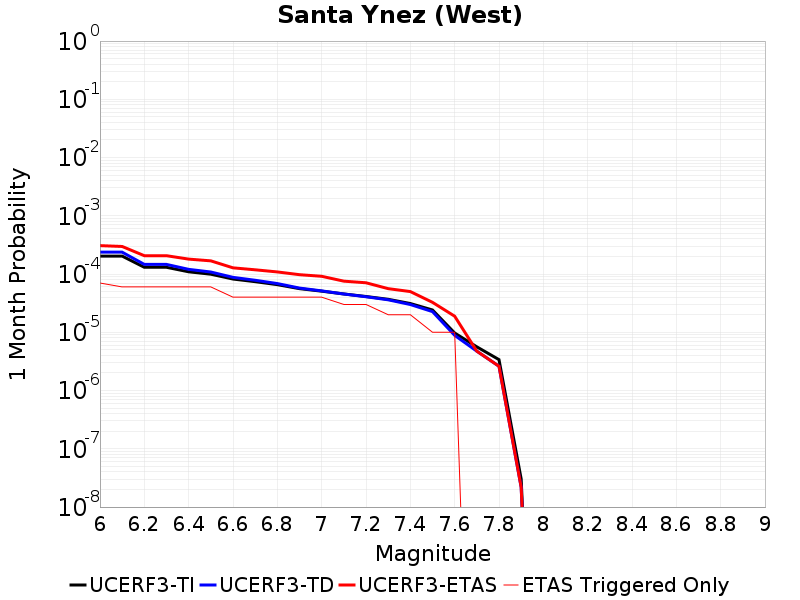 Santa Ynez (West)
1 Month Probability
10^0
10^-1
10^-2
10^-3
10^-4
10^-5
10^-6
10^-7
10^-8
6 6.2 6.4 6.6 6.8 7 7.2 7.4 7.6 7.8 8 8.2 8.4 8.6 8.8 9
Magnitude
UCERF3-TI UCERF3-TD UCERF3-ETAS ETAS Triggered Only